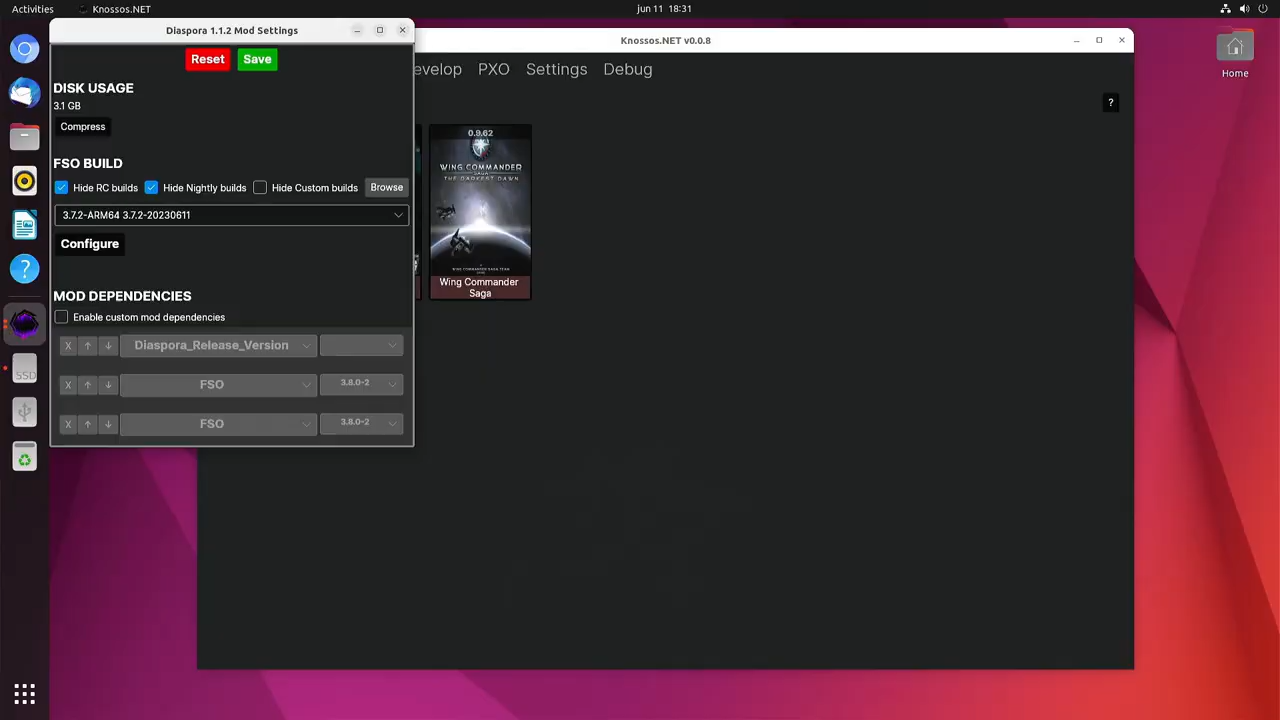 Activities
Knossos.NET
jun 11 18:31
Diaspora 1.1.2 Mod Settings
Reset
Save
DISK USAGE
3.1 GB
Compress
FSO BUILD
Hide RC builds
Hide Nightly builds
Hide Custom builds
Browse
3.7.2-ARM64 3.7.2-20230611
Configure
MOD DEPENDENCIES
Enable custom mod dependencies
X
Diaspora_Release_Version
X
FSO
3.8.0-2
X
FSO
3.8.0-2
Knossos.NET v0.0.8
evelop
PXO
Settings
Debug
?
0.9.62
WING COMMANDER
SAGA
THE DARKEST DAWN
WING COMMANDER SAGA TEAM
Wing Commander
Saga
Home
SSD